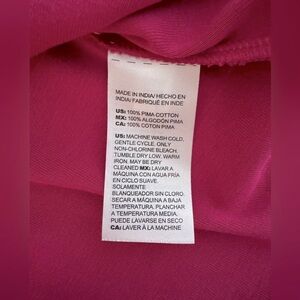 MADE IN INDIA/ HECHO EN
INDIA/ FABRIQUÉ EN INDE
US: 100% PIMA COTTON
MX: 100% ALGODÓN PIMA
CA: 100% COTON PIMA
US: MACHINE WASH COLD,
GENTLE CYCLE. ONLY
NON-CHLORINE BLEACH.
TUMBLE DRY LOW, WARM
IRON, MAY BE DRY
CLEANED MX: LAVAR A
MÁQUINA CON AGUA FRÍA
EN CICLO SUAVE.
SOLAMENTE
BLANQUEADOR SIN CLORO.
SECAR A MÁQUINA A BAJA
TEMPERATURA. PLANCHAR
A TEMPERATURA MEDIA.
PUEDE LAVARSE EN SECO
CA: LAVER À LA MACHINE